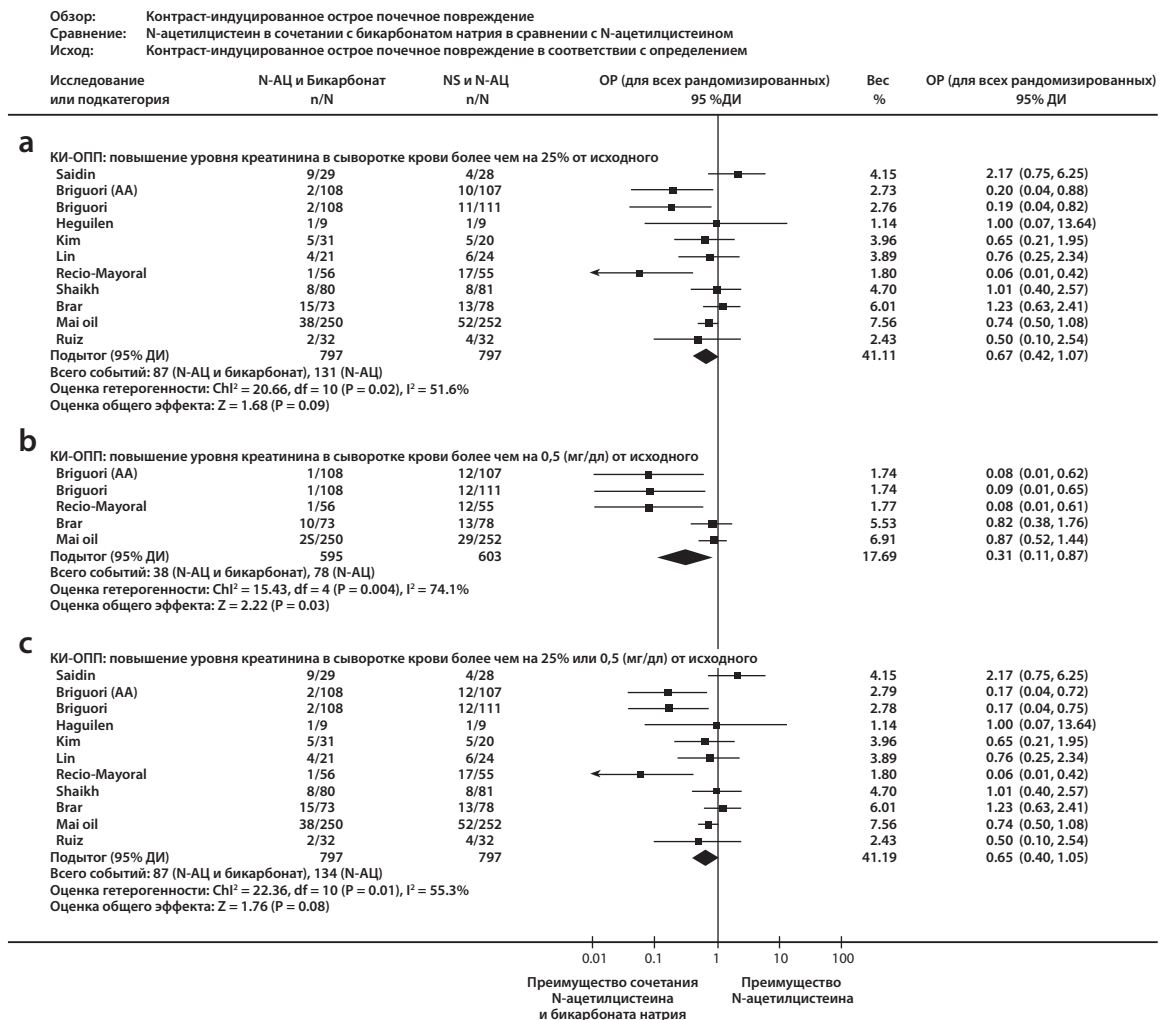 Обзор: Контраст-индуцированное острое почечное повреждение
Сравнение: N-ацетилцистеин в сочетании с бикарбонатом натрия в сравнении с N-ацетилцистеином
Исход: Контраст-индуцированное острое почечное повреждение в соответствии с определением
Исследование N-АЦ и Бикарбонат NS и N-АЦ ОР (для всех рандомизированных) Вес ОР (для всех рандомизированных)
или подкатегория n/N n/N 95 %ДИ % 95% ДИ
a
КИ-ОПП: повышение уровня креатинина в сыворотке крови более чем на 25% от исходного
Saidin 9/29 4/28 4.15 2.17 (0.75, 6.25)
Briguori (AA) 2/108 10/107 2.73 0.20 (0.04, 0.88)
Briguori 2/108 11/111 2.76 0.19 (0.04, 0.82)
Heguilen 1/9 1/9 1.14 1.00 (0.07, 13.64)
Kim 5/31 5/20 3.96 0.65 (0.21, 1.95)
Lin 4/21 6/24 3.89 0.76 (0.25, 2.34)
Recio-Mayoral 1/56 17/55 1.80 0.06 (0.01, 0.42)
Shaikh 8/80 8/81 4.70 1.01 (0.40, 2.57)
Brar 15/73 13/78 6.01 1.23 (0.63, 2.41)
Mai oil 38/250 52/252 7.56 0.74 (0.50, 1.08)
Ruiz 2/32 4/32 2.43 0.50 (0.10, 2.54)
Подытог (95% ДИ) 797 797 41.11 0.67 (0.42, 1.07)
Всего событий: 87 (N-АЦ и бикарбонат), 131 (N-АЦ)
Оценка гетерогенности: ChI² = 20.66, df = 10 (P = 0.02), I² = 51.6%
Оценка общего эффекта: Z = 1.68 (P = 0.09)
b
КИ-ОПП: повышение уровня креатинина в сыворотке крови более чем на 0,5 (мг/дл) от исходного
Briguori (AA) 1/108 12/107 1.74 0.08 (0.01, 0.62)
Briguori 1/108 12/111 1.74 0.09 (0.01, 0.65)
Recio-Mayoral 1/56 12/55 1.77 0.08 (0.01, 0.61)
Brar 10/73 13/78 5.53 0.82 (0.38, 1.76)
Mai oil 2S/250 29/252 6.91 0.87 (0.52, 1.44)
Подытог (95% ДИ) 595 603 17.69 0.31 (0.11, 0.87)
Всего событий: 38 (N-АЦ и бикарбонат), 78 (N-АЦ)
Оценка гетерогенности: ChI² = 15.43, df = 4 (P = 0.004), I² = 74.1%
Оценка общего эффекта: Z = 2.22 (P = 0.03)
c
КИ-ОПП: повышение уровня креатинина в сыворотке крови более чем на 25% или 0,5 (мг/дл) от исходного
Saidin 9/29 4/28 4.15 2.17 (0.75, 6.25)
Briguori (AA) 2/108 12/107 2.79 0.17 (0.04, 0.72)
Briguori 2/108 12/111 2.78 0.17 (0.04, 0.75)
Haguilen 1/9 1/9 1.14 1.00 (0.07, 13.64)
Kim 5/31 5/20 3.96 0.65 (0.21, 1.95)
Lin 4/21 6/24 3.89 0.76 (0.25, 2.34)
Recio-Mayoral 1/56 17/55 1.80 0.06 (0.01, 0.42)
Shaikh 8/80 8/81 4.70 1.01 (0.40, 2.57)
Brar 15/73 13/78 6.01 1.23 (0.63, 2.41)
Mai oil 38/250 52/252 7.56 0.74 (0.50, 1.08)
Ruiz 2/32 4/32 2.43 0.50 (0.10, 2.54)
Подытог (95% ДИ) 797 797 41.19 0.65 (0.40, 1.05)
Всего событий: 87 (N-АЦ и бикарбонат), 134 (N-АЦ)
Оценка гетерогенности: ChI² = 22.36, df = 10 (P = 0.01), I² = 55.3%
Оценка общего эффекта: Z = 1.76 (P = 0.08)
0.01 0.1 1 10 100
Преимущество сочетания Преимущество
N-ацетилцистеина N-ацетилцистеина
и бикарбоната натрия